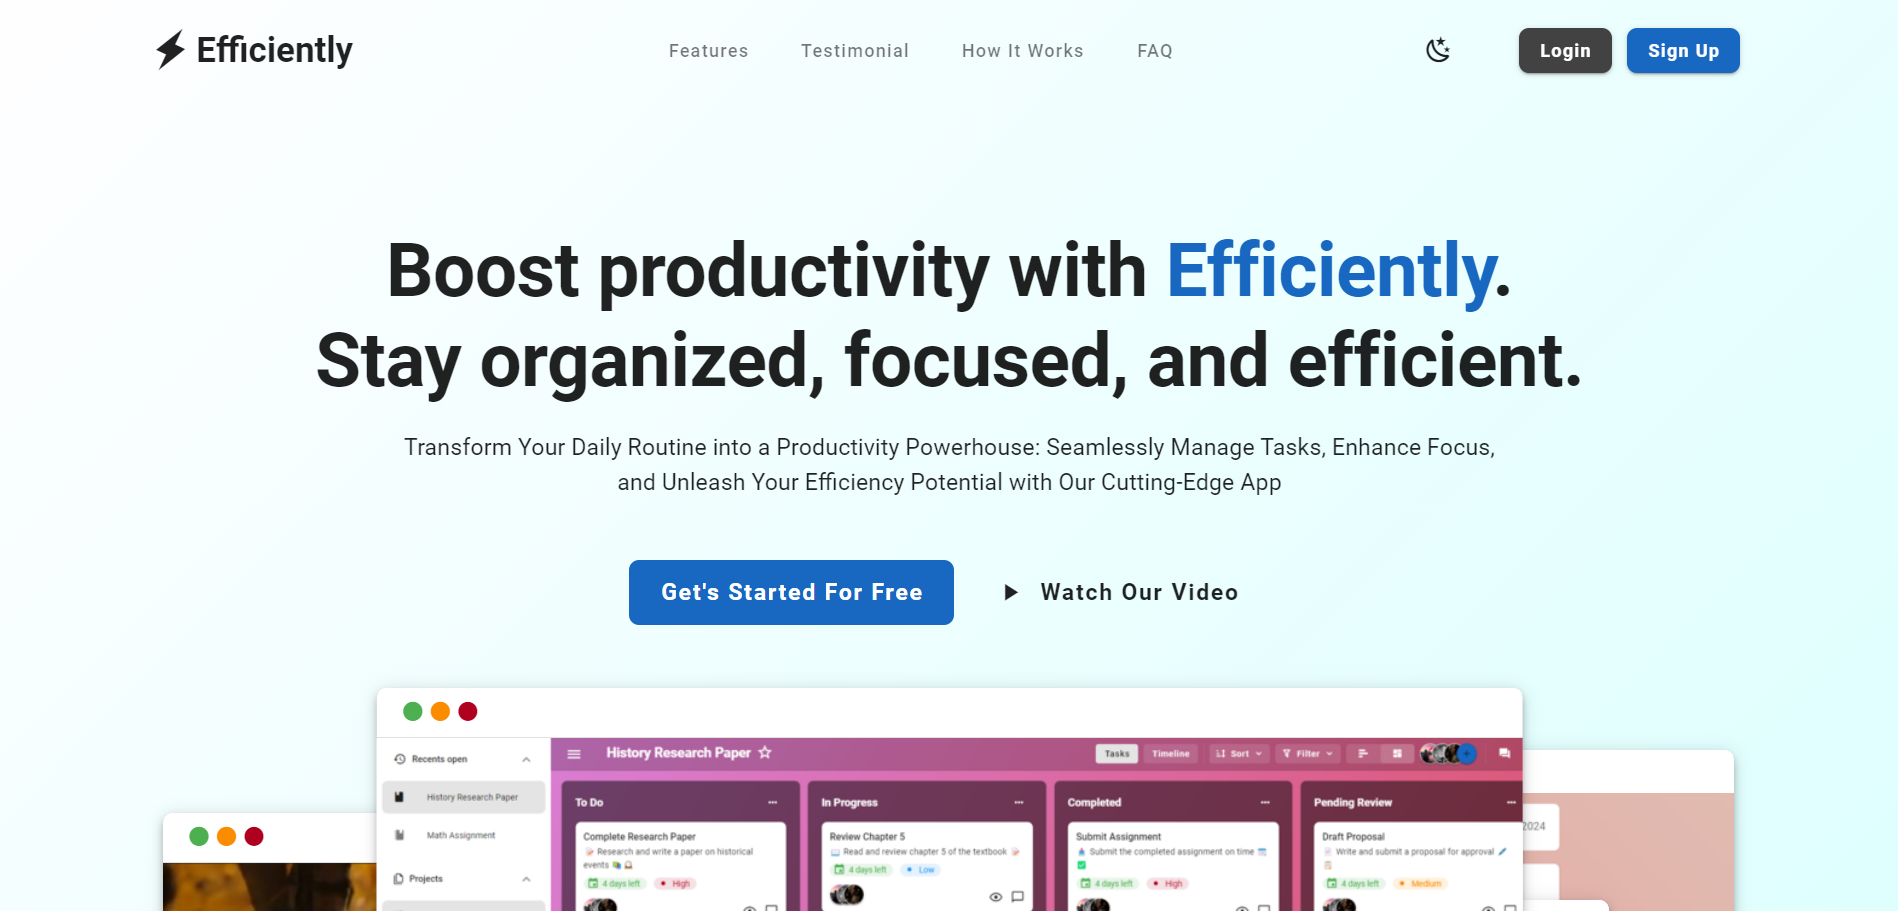 Efficiently
Features Testimonial How It Works FAQ
Login Sign Up
Boost productivity with Efficiently.
Stay organized, focused, and efficient.
Transform Your Daily Routine into a Productivity Powerhouse: Seamlessly Manage Tasks, Enhance Focus,
and Unleash Your Efficiency Potential with Our Cutting-Edge App
Get's Started For Free Watch Our Video
Recents open
History Research Paper
Math Assignment
Projects
History Research Paper
Tasks Timeline Sort Filter
To Do
Complete Research Paper
Research and write a paper on historical
events
4 days left High
In Progress
Review Chapter 5
Read and review chapter 5 of the textbook
4 days left Low
Completed
Submit Assignment
Submit the completed assignment on time
4 days left High
Pending Review
Draft Proposal
Write and submit a proposal for approval
4 days left Medium
2024